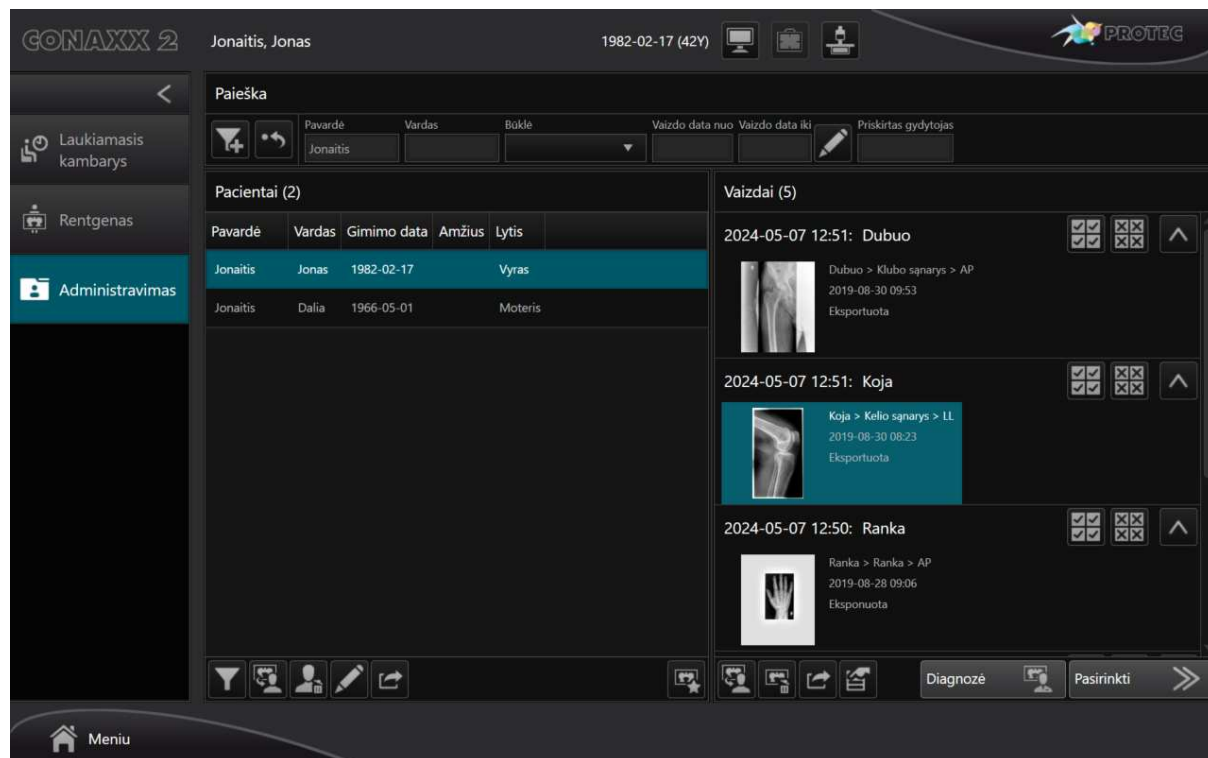 CONAXX 2
Jonaitis, Jonas
1982-02-17 (42Y)
PROTEC
Paieška
Laukiamasis
kambarys
Rentgenas
Administravimas
Pavardė
Vardas
Būklė
Vaizdo data nuo
Vaizdo data iki
Priskirtas gydytojas
Jonaitis
Pacientai (2)
Pavardė Vardas Gimimo data Amžius Lytis
Jonaitis Jonas 1982-02-17 Vyras
Jonaitis Dalia 1966-05-01 Moteris
Vaizdai (5)
2024-05-07 12:51: Dubuo
Dubuo > Klubo sąnarys > AP
2019-08-30 09:53
Eksportuota
2024-05-07 12:51: Koja
Koja > Kelio sąnarys > LL
2019-08-30 08:23
Eksportuota
2024-05-07 12:50: Ranka
Ranka > Ranka > AP
2019-08-28 09:06
Eksponuota
Diagnozė
Pasirinkti
Meniu